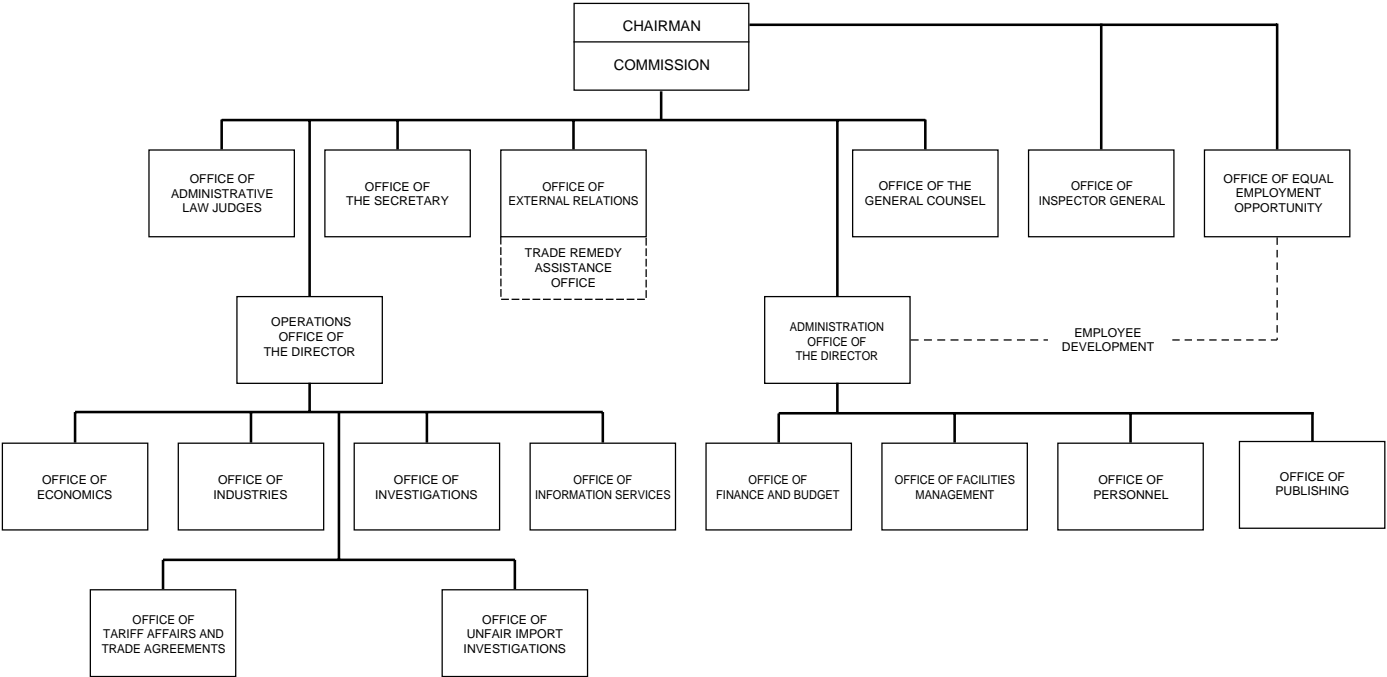 CHAIRMAN
COMMISSION
OFFICE OF
ADMINISTRATIVE
LAW JUDGES
OFFICE OF
THE SECRETARY
OFFICE OF
EXTERNAL RELATIONS
TRADE REMEDY
ASSISTANCE
OFFICE
OFFICE OF THE
GENERAL COUNSEL
OFFICE OF
INSPECTOR GENERAL
OFFICE OF EQUAL
EMPLOYMENT
OPPORTUNITY
OPERATIONS
OFFICE OF
THE DIRECTOR
ADMINISTRATION
OFFICE OF
THE DIRECTOR
EMPLOYEE
DEVELOPMENT
OFFICE OF
ECONOMICS
OFFICE OF
INDUSTRIES
OFFICE OF
INVESTIGATIONS
OFFICE OF
INFORMATION SERVICES
OFFICE OF
FINANCE AND BUDGET
OFFICE OF FACILITIES
MANAGEMENT
OFFICE OF
PERSONNEL
OFFICE OF
PUBLISHING
OFFICE OF
TARIFF AFFAIRS AND
TRADE AGREEMENTS
OFFICE OF
UNFAIR IMPORT
INVESTIGATIONS